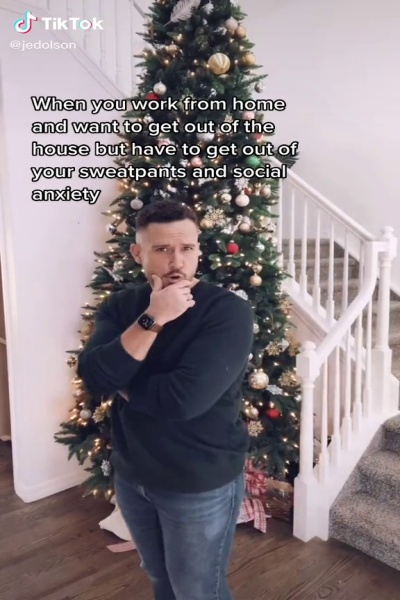 TikTok
@jedolson
When you work from home
and want to get out of the
house but have to get out of
your sweatpants and social
anxiety